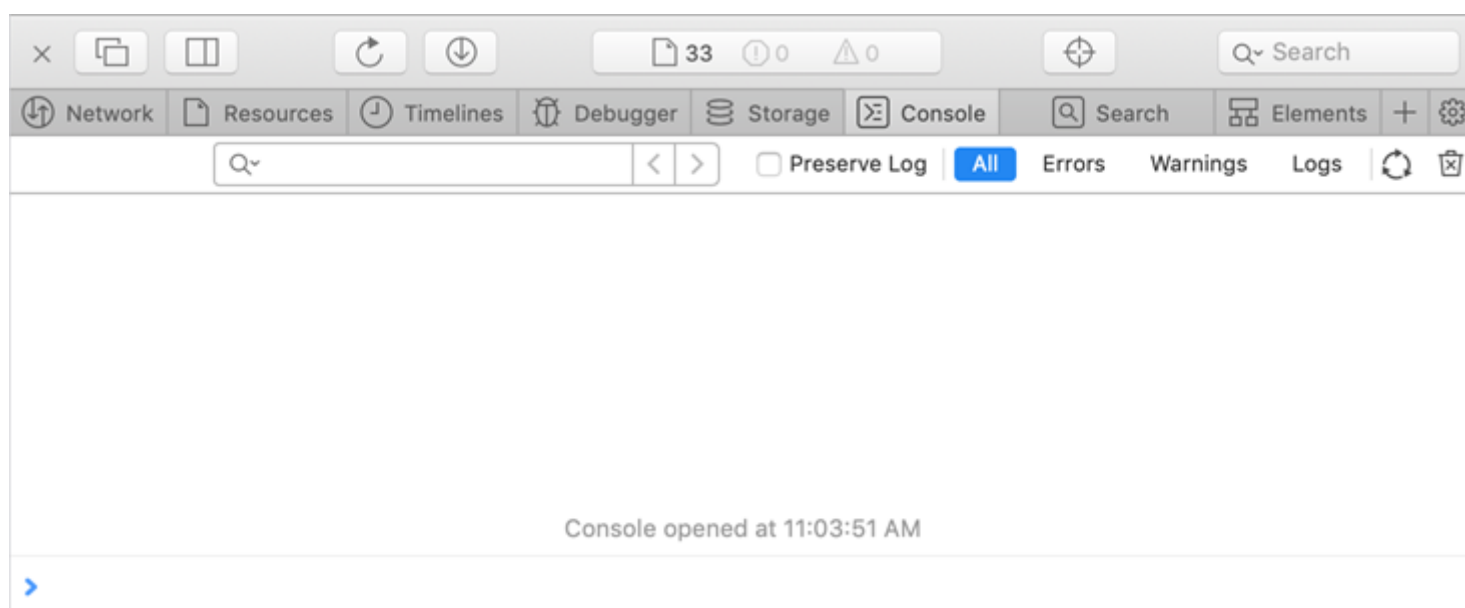 33 0 0 Search
Network Resources Timelines Debugger Storage Console Search Elements
Preserve Log All Errors Warnings Logs
Console opened at 11:03:51 AM